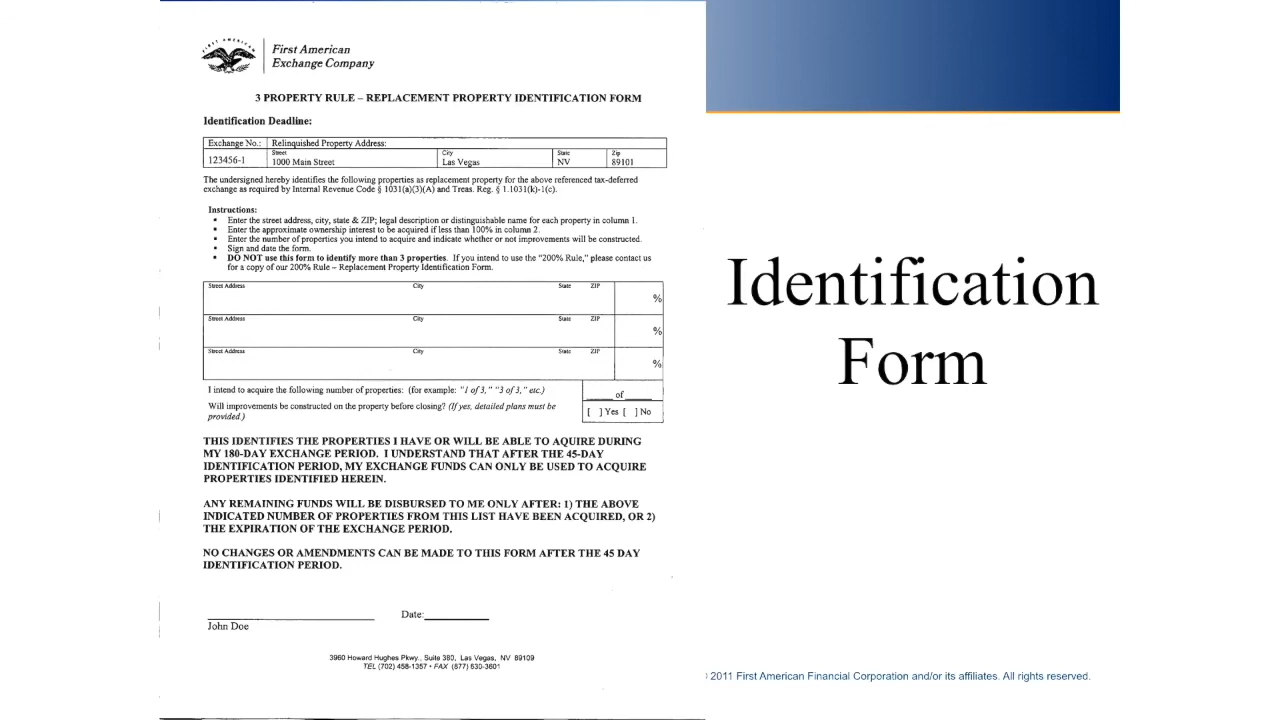 FIRST AMERICAN
First American
Exchange Company
3 PROPERTY RULE – REPLACEMENT PROPERTY IDENTIFICATION FORM
Identification Deadline:
Exchange No.: Relinquished Property Address:
Street City State Zip
123456-1 1000 Main Street Las Vegas NV 89101
The undersigned hereby identifies the following properties as replacement property for the above referenced tax-deferred
exchange as required by Internal Revenue Code § 1031(a)(3)(A) and Treas. Reg. § 1.1031(k)-1(c).
Instructions:
▪ Enter the street address, city, state & ZIP; legal description or distinguishable name for each property in column 1.
▪ Enter the approximate ownership interest to be acquired if less than 100% in column 2.
▪ Enter the number of properties you intend to acquire and indicate whether or not improvements will be constructed.
▪ Sign and date the form.
▪ DO NOT use this form to identify more than 3 properties. If you intend to use the "200% Rule," please contact us
for a copy of our 200% Rule – Replacement Property Identification Form.
Street Address City State ZIP
%
Street Address City State ZIP
%
Street Address City State ZIP
%
I intend to acquire the following number of properties: (for example: "1 of 3," "3 of 3," etc.)
_____ of _____
Will improvements be constructed on the property before closing? (If yes, detailed plans must be
provided.)
[ ] Yes [ ] No
THIS IDENTIFIES THE PROPERTIES I HAVE OR WILL BE ABLE TO AQUIRE DURING
MY 180-DAY EXCHANGE PERIOD. I UNDERSTAND THAT AFTER THE 45-DAY
IDENTIFICATION PERIOD, MY EXCHANGE FUNDS CAN ONLY BE USED TO ACQUIRE
PROPERTIES IDENTIFIED HEREIN.
ANY REMAINING FUNDS WILL BE DISBURSED TO ME ONLY AFTER: 1) THE ABOVE
INDICATED NUMBER OF PROPERTIES FROM THIS LIST HAVE BEEN ACQUIRED, OR 2)
THE EXPIRATION OF THE EXCHANGE PERIOD.
NO CHANGES OR AMENDMENTS CAN BE MADE TO THIS FORM AFTER THE 45 DAY
IDENTIFICATION PERIOD.
Date:
John Doe
3960 Howard Hughes Pkwy., Suite 380, Las Vegas, NV 89109
TEL (702) 458-1357 • FAX (877) 630-3601
Identification
Form
2011 First American Financial Corporation and/or its affiliates. All rights reserved.